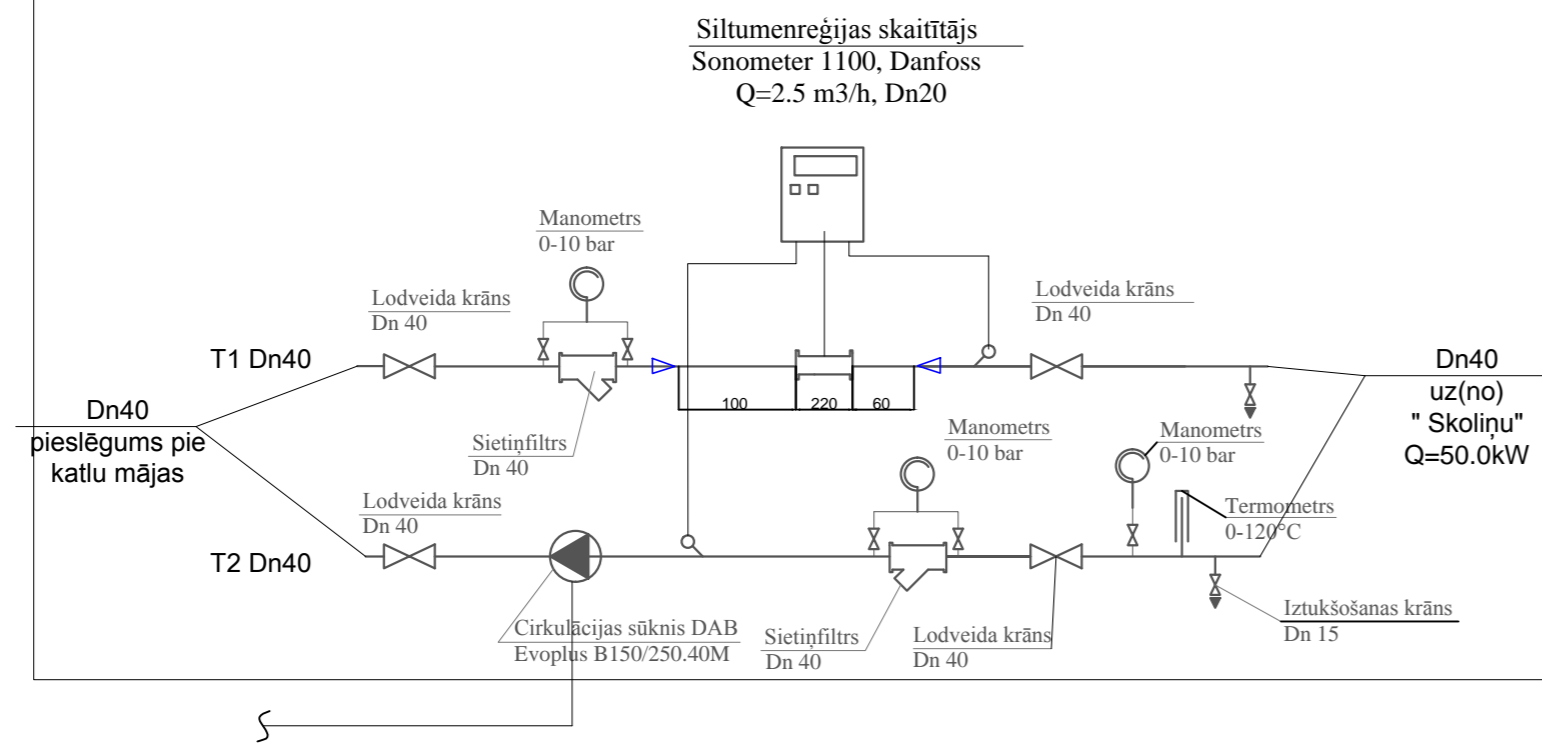 Siltumenreģijas skaitītājs
Sonometer 1100, Danfoss
Q=2.5 m3/h, Dn20
Manometrs
0-10 bar
Lodveida krāns
Dn 40
Lodveida krāns
Dn 40
T1 Dn40
Dn40
pieslēgums pie
katlu mājas
100
220
60
Dn40
uz(no)
" Skoliņu"
Q=50.0kW
Sietiņfiltrs
Dn 40
Manometrs
0-10 bar
Manometrs
0-10 bar
Lodveida krāns
Dn 40
Termometrs
0-120°C
T2 Dn40
Cirkulācijas sūknis DAB
Evoplus B150/250.40M
Sietiņfiltrs
Dn 40
Lodveida krāns
Dn 40
Iztukšošanas krāns
Dn 15